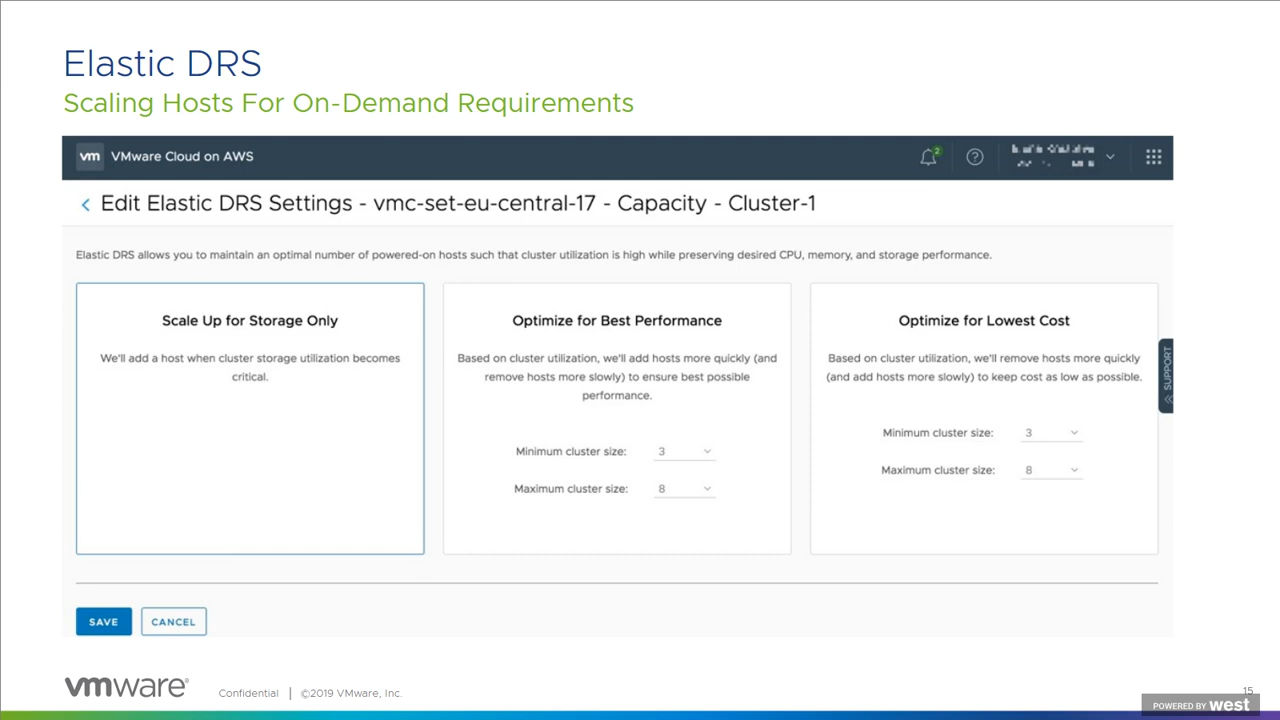 Elastic DRS
Scaling Hosts For On-Demand Requirements
vm
VMware Cloud on AWS
2
Edit Elastic DRS Settings - vmc-set-eu-central-17 - Capacity - Cluster-1
Elastic DRS allows you to maintain an optimal number of powered-on hosts such that cluster utilization is high while preserving desired CPU, memory, and storage performance.
Scale Up for Storage Only
We'll add a host when cluster storage utilization becomes
critical.
Optimize for Best Performance
Based on cluster utilization, we'll add hosts more quickly (and
remove hosts more slowly) to ensure best possible
performance.
Minimum cluster size: 3
Maximum cluster size: 8
Optimize for Lowest Cost
Based on cluster utilization, we'll remove hosts more quickly
(and add hosts more slowly) to keep cost as low as possible.
Minimum cluster size: 3
Maximum cluster size: 8
SUPPORT
SAVE
CANCEL
vmware
Confidential | ©2019 VMware, Inc.
15
POWERED BY west